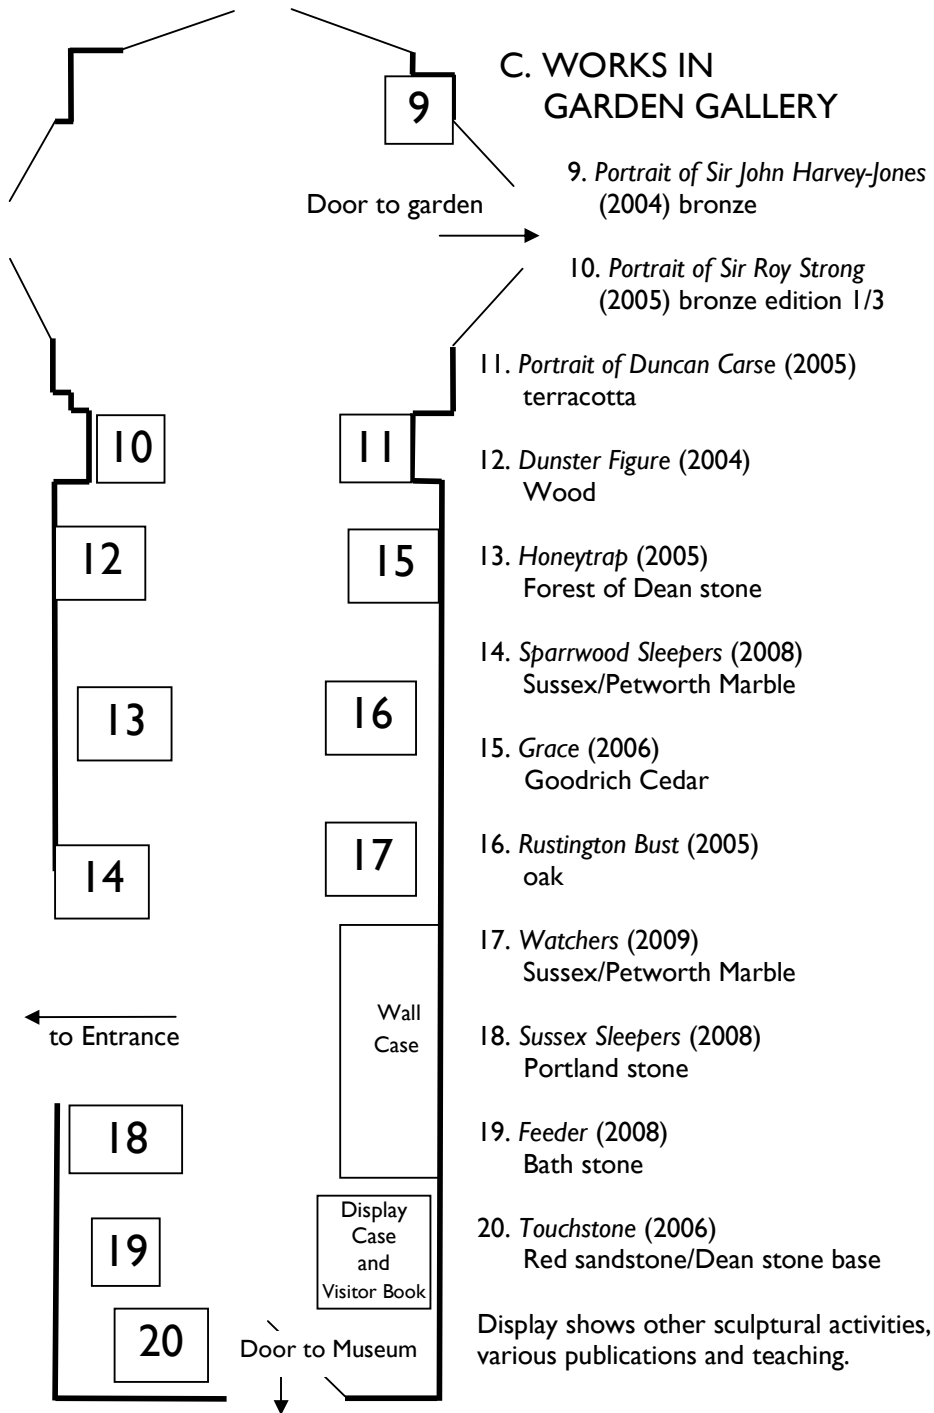 C. WORKS IN
GARDEN GALLERY
9
Door to garden
9. Portrait of Sir John Harvey-Jones
(2004) bronze
10. Portrait of Sir Roy Strong
(2005) bronze edition 1/3
11. Portrait of Duncan Carse (2005)
terracotta
12. Dunster Figure (2004)
Wood
13. Honeytrap (2005)
Forest of Dean stone
14. Sparrwood Sleepers (2008)
Sussex/Petworth Marble
15. Grace (2006)
Goodrich Cedar
16. Rustington Bust (2005)
oak
17. Watchers (2009)
Sussex/Petworth Marble
18. Sussex Sleepers (2008)
Portland stone
19. Feeder (2008)
Bath stone
20. Touchstone (2006)
Red sandstone/Dean stone base
Display shows other sculptural activities,
various publications and teaching.
10
11
12
15
13
16
14
17
to Entrance
Wall
Case
18
19
Display
Case
and
Visitor Book
20
Door to Museum